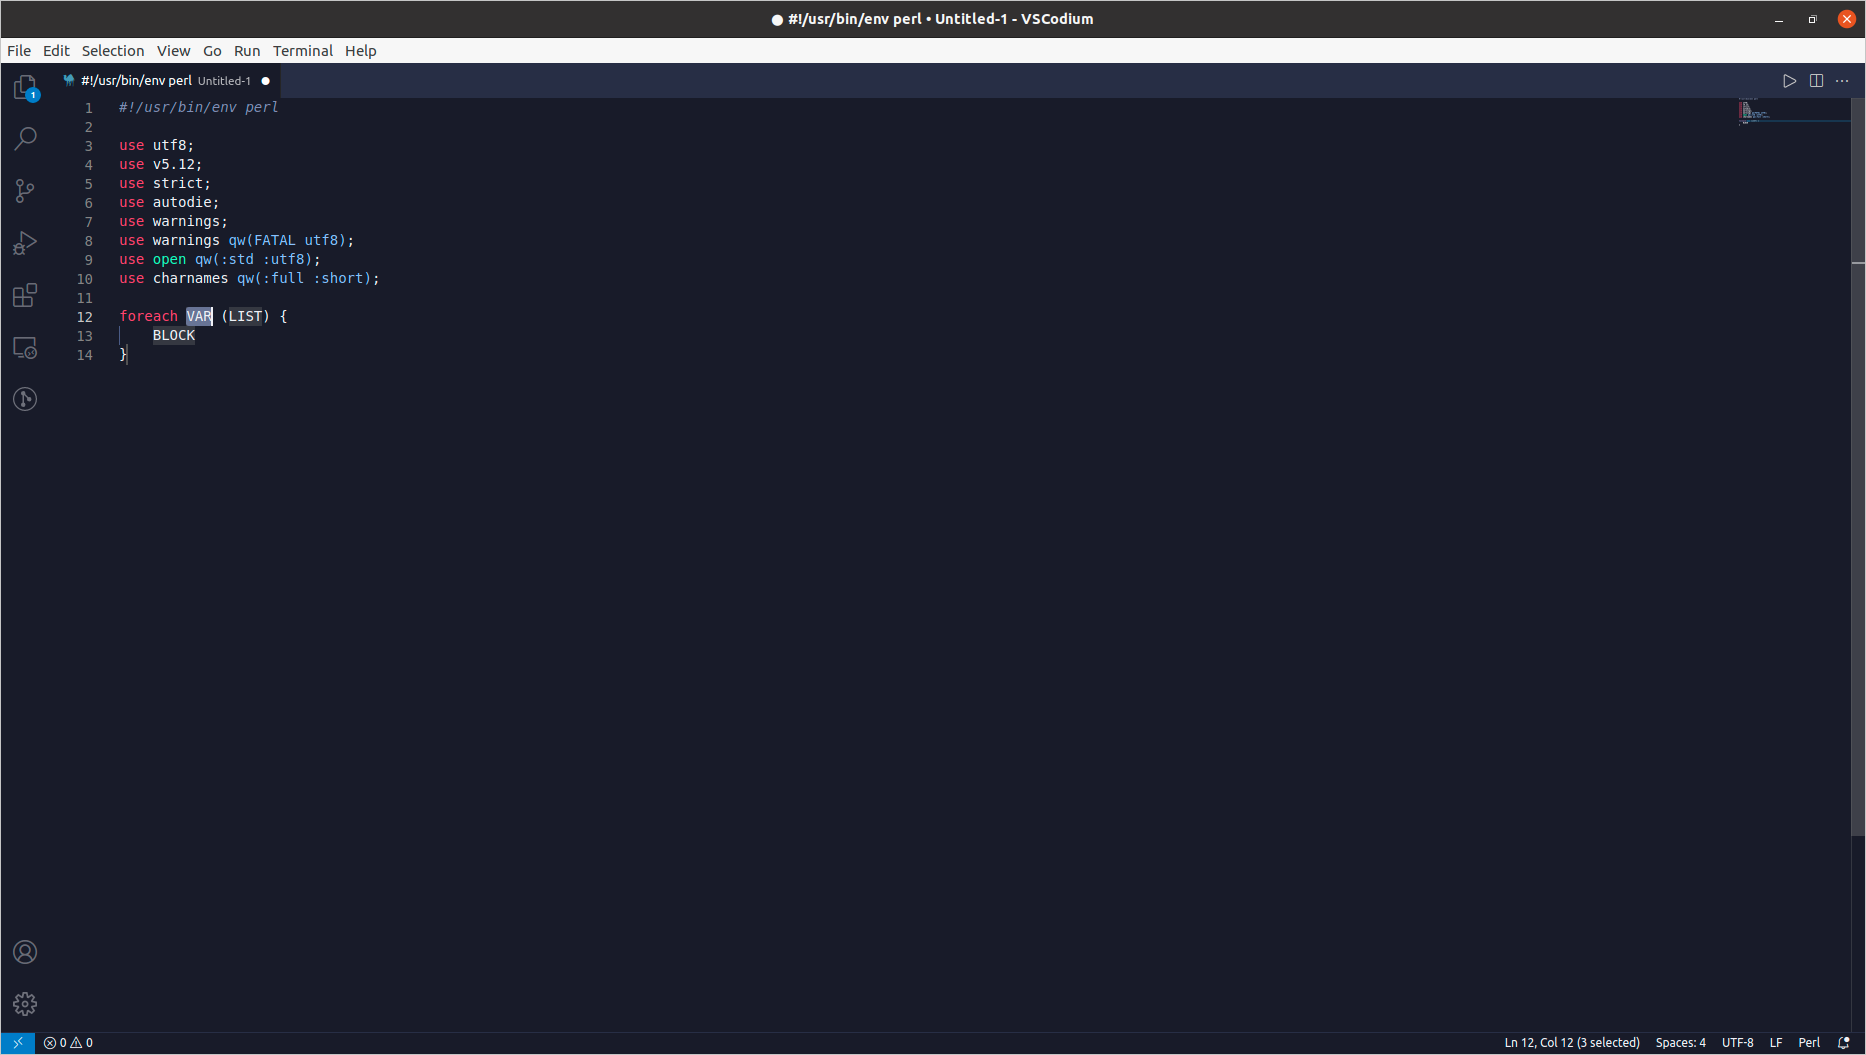 ● #!/usr/bin/env perl • Untitled-1 - VSCodium
File Edit Selection View Go Run Terminal Help
#!/usr/bin/env perl Untitled-1 ●
1
1 #!/usr/bin/env perl
2
3 use utf8;
4 use v5.12;
5 use strict;
6 use autodie;
7 use warnings;
8 use warnings qw(FATAL utf8);
9 use open qw(:std :utf8);
10 use charnames qw(:full :short);
11
12 foreach VAR (LIST) {
13     BLOCK
14 }
0 0 Ln 12, Col 12 (3 selected) Spaces: 4 UTF-8 LF Perl